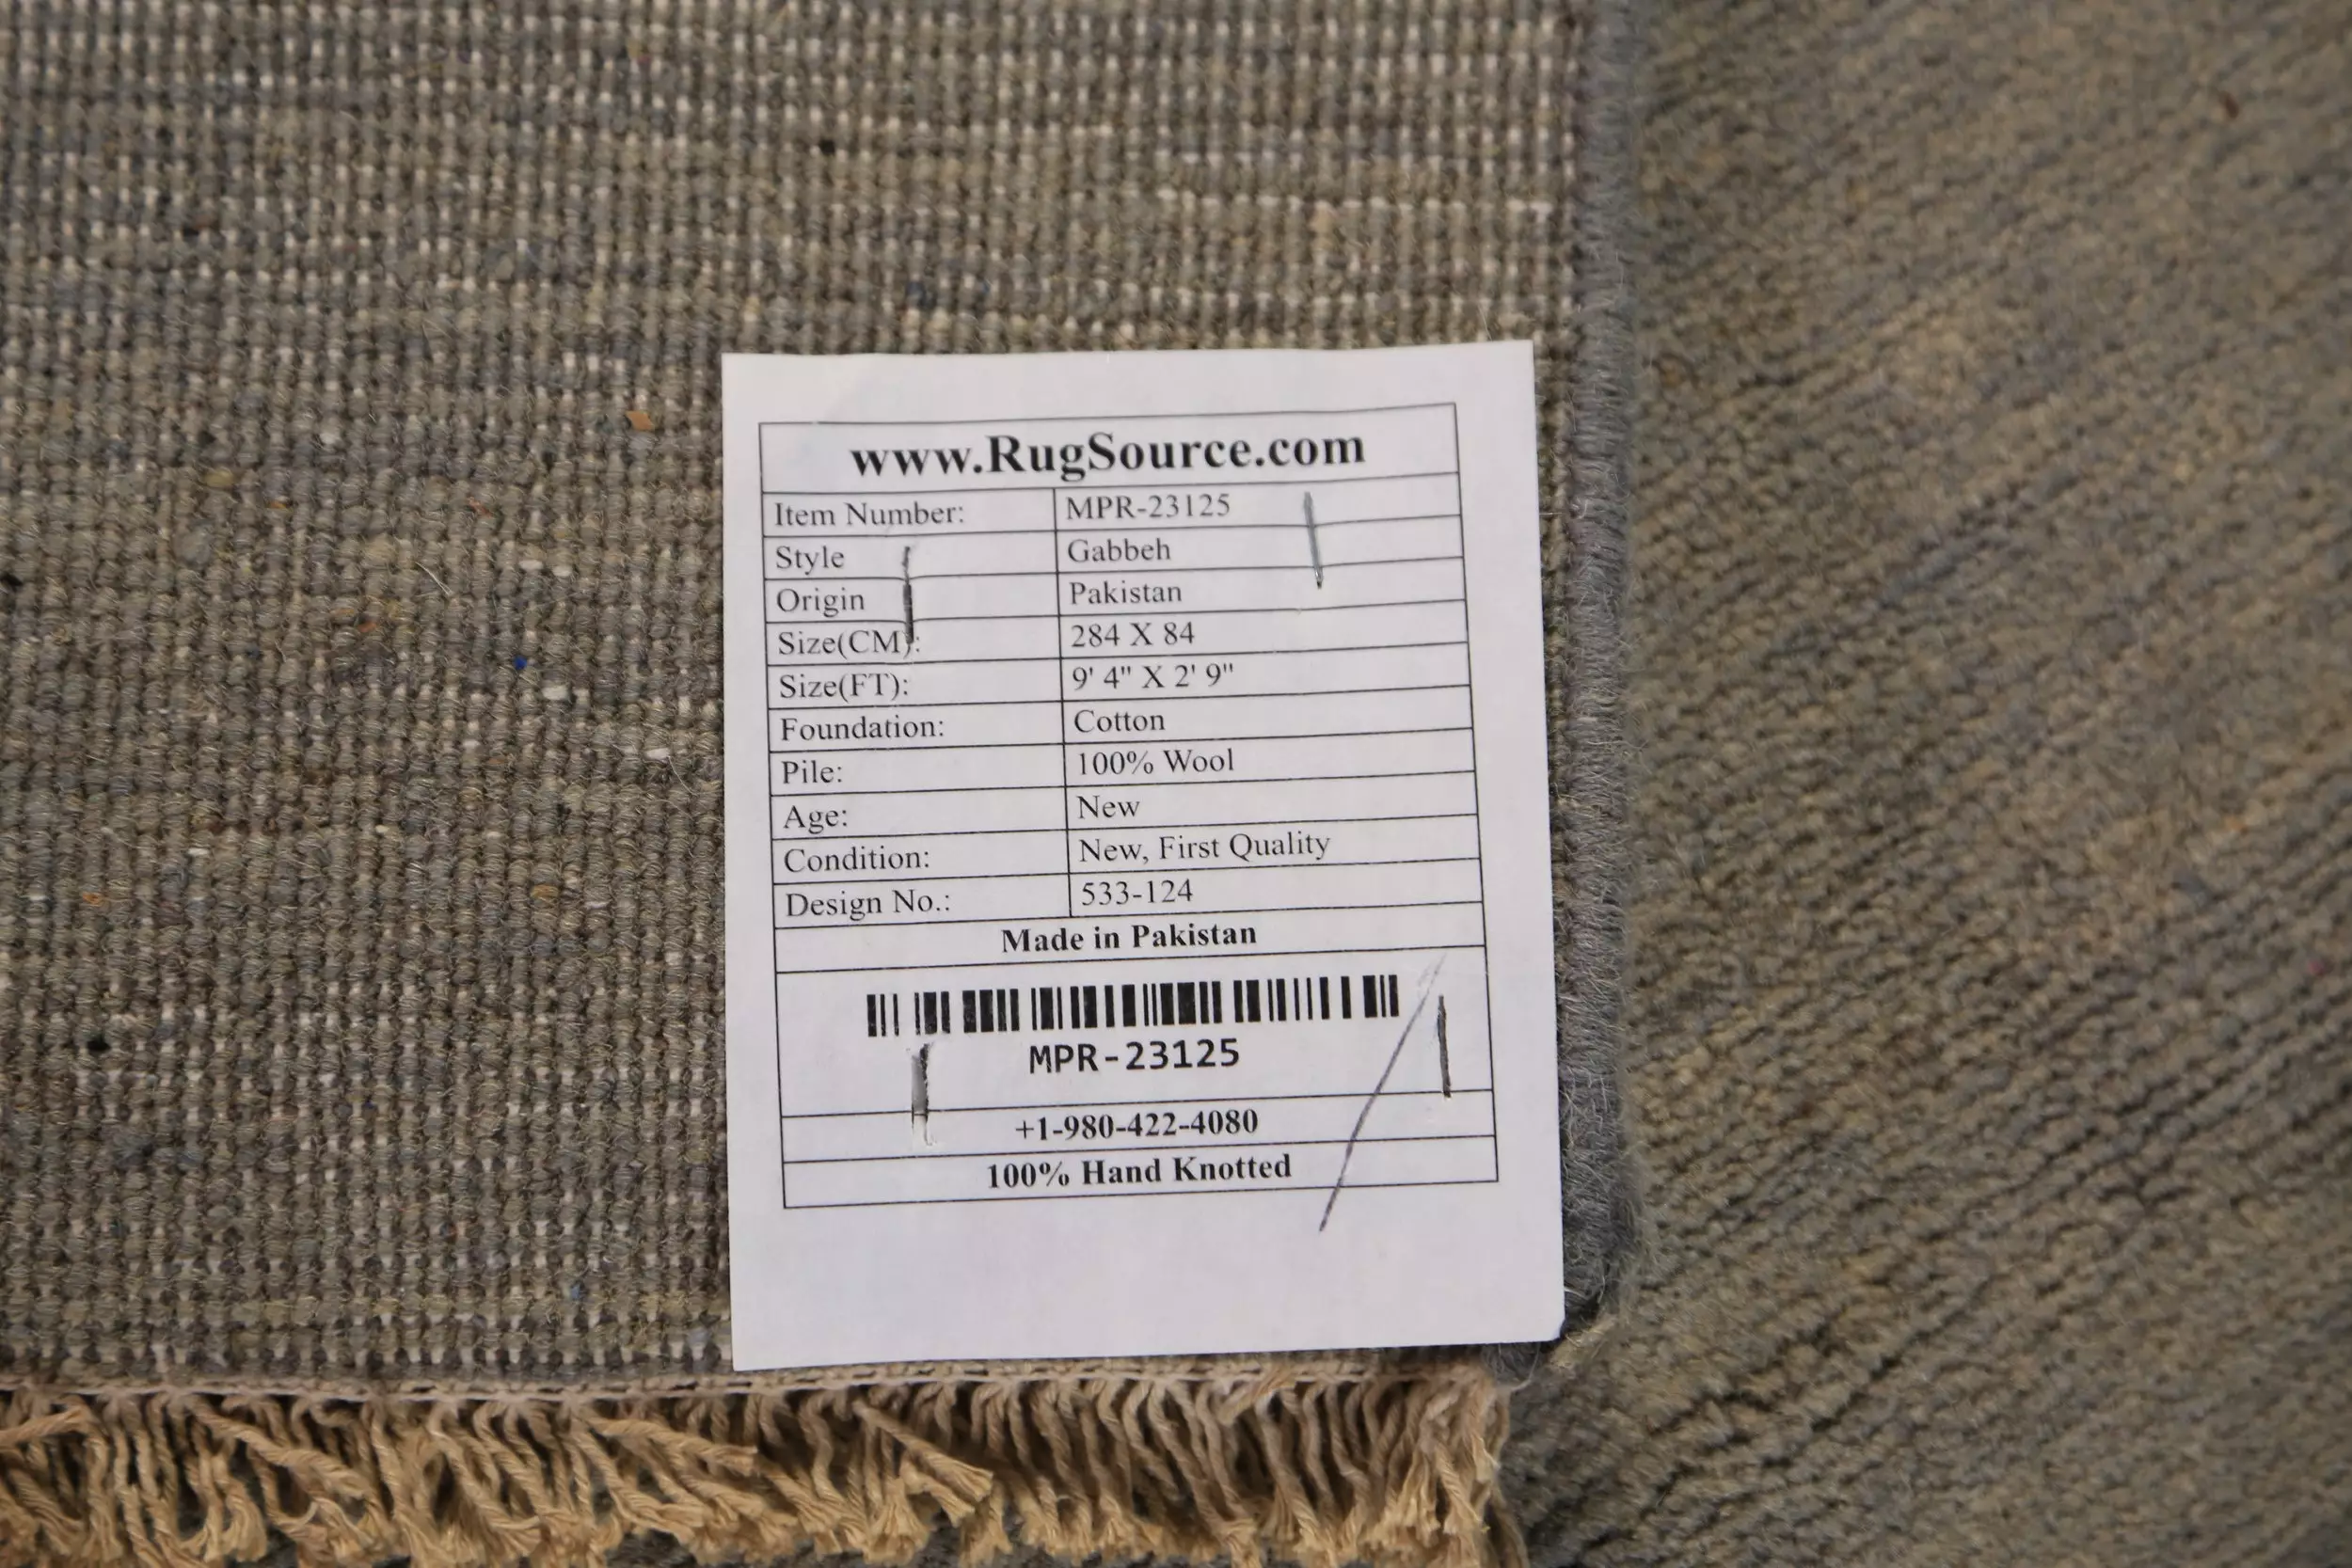 www.RugSource.com
Item Number: MPR-23125
Style Gabbeh
Origin Pakistan
Size(CM): 284 X 84
Size(FT): 9' 4" X 2' 9"
Foundation: Cotton
Pile: 100% Wool
Age: New
Condition: New, First Quality
Design No.: 533-124
Made in Pakistan
MPR-23125
+1-980-422-4080
100% Hand Knotted